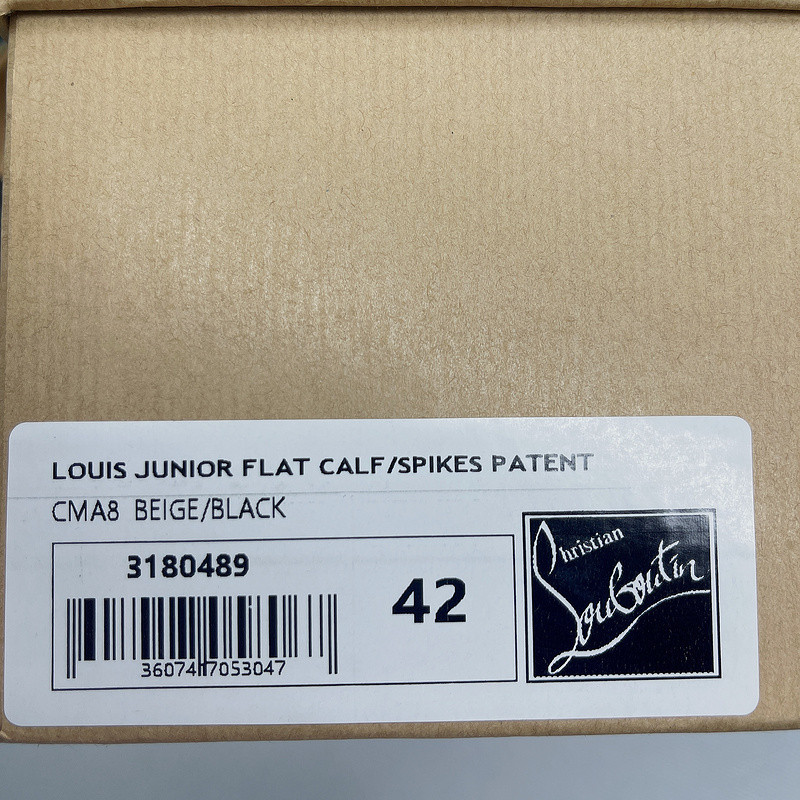 LOUIS JUNIOR FLAT CALF/SPIKES PATENT
CMA8 BEIGE/BLACK
3180489
42
3607417053047
Christian
Louboutin